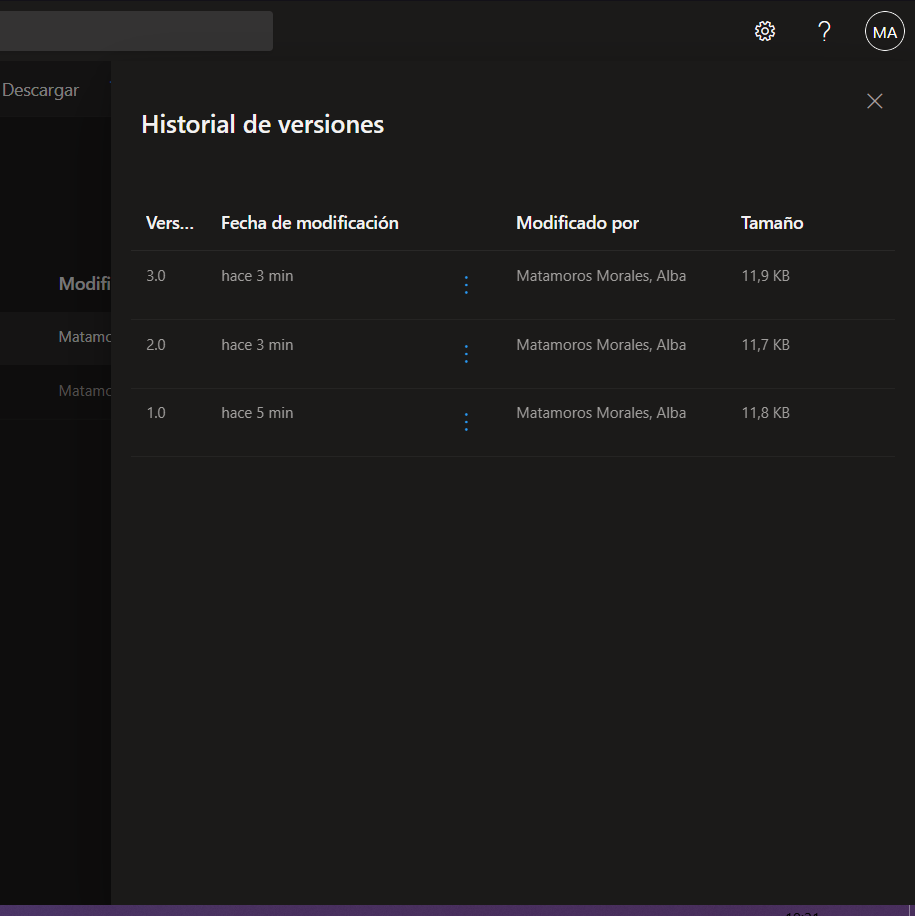 ? MA
Descargar
Historial de versiones
Vers... Fecha de modificación Modificado por Tamaño
3.0 hace 3 min Matamoros Morales, Alba 11,9 KB
Modifi
2.0 hace 3 min Matamoros Morales, Alba 11,7 KB
Matamo
1.0 hace 5 min Matamoros Morales, Alba 11,8 KB
Matamo